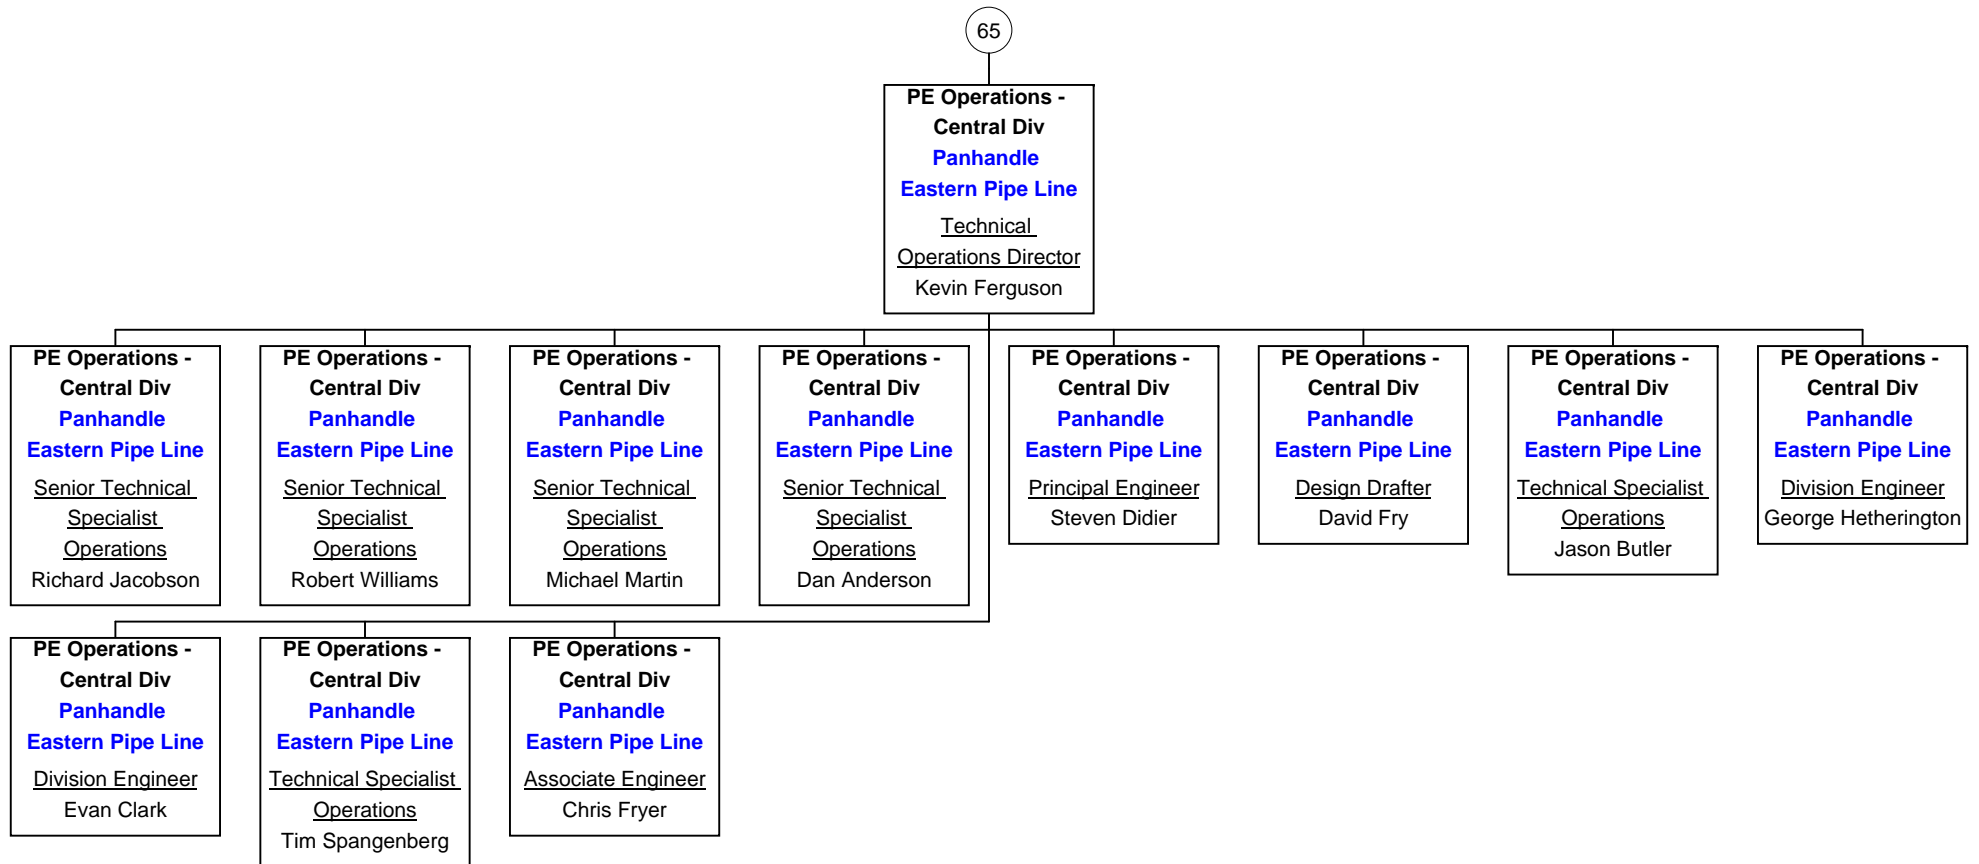 65
PE Operations -
Central Div
Panhandle
Eastern Pipe Line
Technical
Operations Director
Kevin Ferguson
PE Operations -
Central Div
Panhandle
Eastern Pipe Line
Senior Technical
Specialist
Operations
Richard Jacobson
PE Operations -
Central Div
Panhandle
Eastern Pipe Line
Senior Technical
Specialist
Operations
Robert Williams
PE Operations -
Central Div
Panhandle
Eastern Pipe Line
Senior Technical
Specialist
Operations
Michael Martin
PE Operations -
Central Div
Panhandle
Eastern Pipe Line
Senior Technical
Specialist
Operations
Dan Anderson
PE Operations -
Central Div
Panhandle
Eastern Pipe Line
Principal Engineer
Steven Didier
PE Operations -
Central Div
Panhandle
Eastern Pipe Line
Design Drafter
David Fry
PE Operations -
Central Div
Panhandle
Eastern Pipe Line
Technical Specialist
Operations
Jason Butler
PE Operations -
Central Div
Panhandle
Eastern Pipe Line
Division Engineer
George Hetherington
PE Operations -
Central Div
Panhandle
Eastern Pipe Line
Division Engineer
Evan Clark
PE Operations -
Central Div
Panhandle
Eastern Pipe Line
Technical Specialist
Operations
Tim Spangenberg
PE Operations -
Central Div
Panhandle
Eastern Pipe Line
Associate Engineer
Chris Fryer